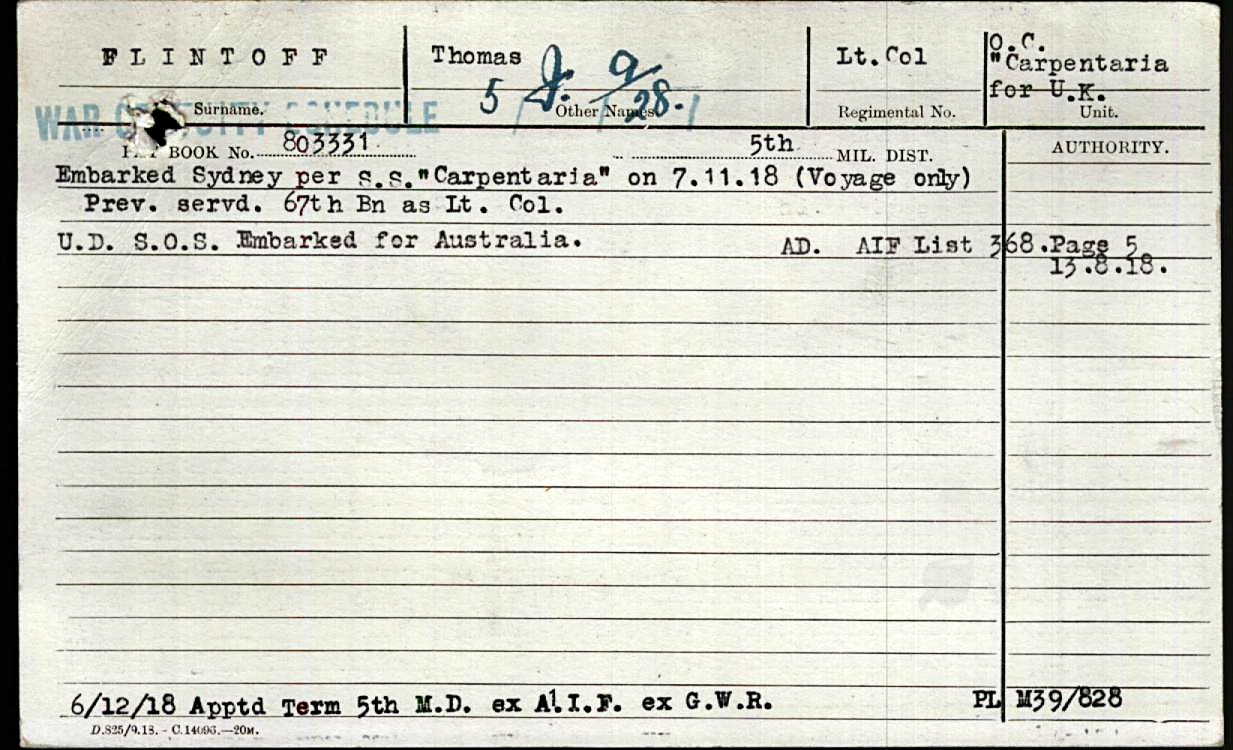 FLINTOFF Thomas Lt.Col O.C.
"Carpentaria
for U.K.
5
28.
WAR SCHEDULE
Surname. Other Names. Regimental No. Unit.
BOOK No. 803331 5th MIL. DIST. AUTHORITY.
Embarked Sydney per s.s."Carpentaria" on 7.11.18 (Voyage only)
Prev. servd. 67th Bn as Lt. Col.
U.D. S.O.S. Embarked for Australia. AD. AIF List 368.Page 5
13.8.18.
6/12/18 Apptd Term 5th M.D. ex A.I.F. ex G.W.R. PL M39/828
D.825/9.18. - C.14093.—20M.